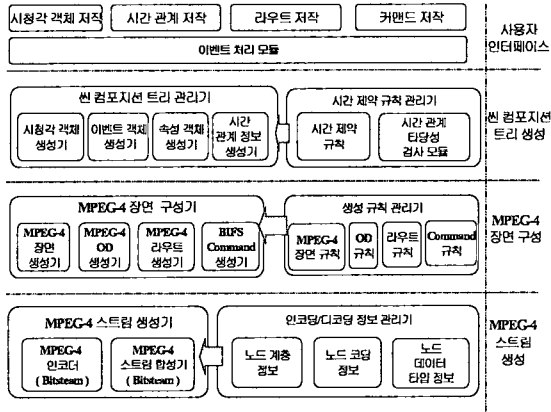 시청각 객체 저작
시간 관계 저작
라우트 저작
커맨드 저작
이벤트 처리 모듈
사용자
인터페이스
씬 컴포지션 트리 관리기
시청각 객체
생성기
이벤트 객체
생성기
속성 객체
생성기
시간
관계 정보
생성기
시간 제약 규칙 관리기
시간 제약
규칙
시간 관계
타당성
검사 모듈
씬 컴포지션
트리 생성
MPEG-4 장면 구성기
MPEG-4
장면
생성기
MPEG-4
OD
생성기
MPEG-4
라우트
생성기
BIFS
Command
생성기
생성 규칙 관리기
MPEG-4
장면 규칙
OD
규칙
라우트
규칙
Command
규칙
MPEG-4
장면 구성
MPEG-4 스트림 생성기
MPEG-4
인코더
( Bitsteam )
MPEG-4
스트림 합성기
( Bitsteam )
인코딩/디코딩 정보 관리기
노드 계층
정보
노드 코딩
정보
노드
데이터
타입 정보
MPEG-4
스트림
생성